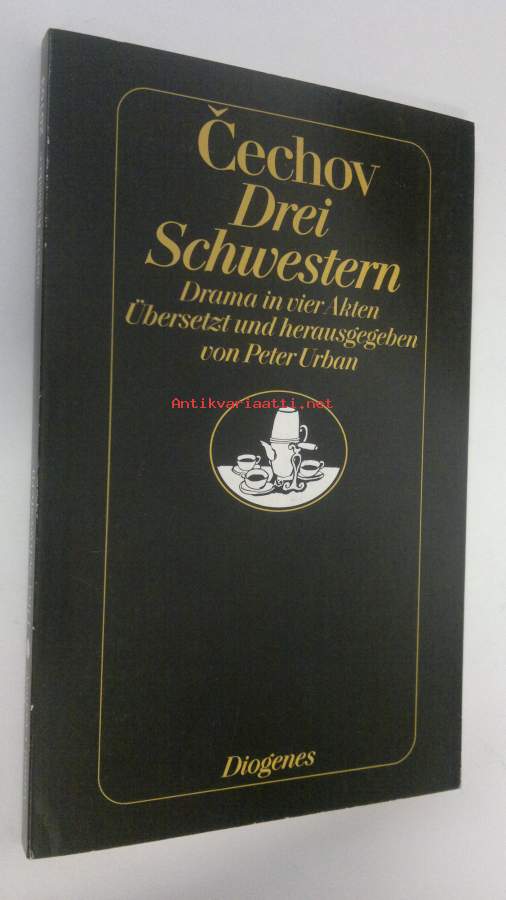 Čechov
Drei
Schwestern
Drama in vier Akten
Übersetzt und herausgegeben
von Peter Urban
Antikvariaatti.net
Diogenes